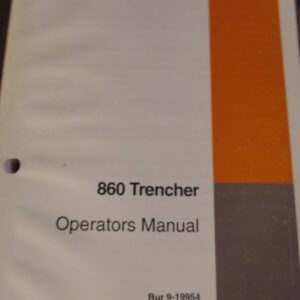 860 Trencher
Operators Manual
Bur 9-19954